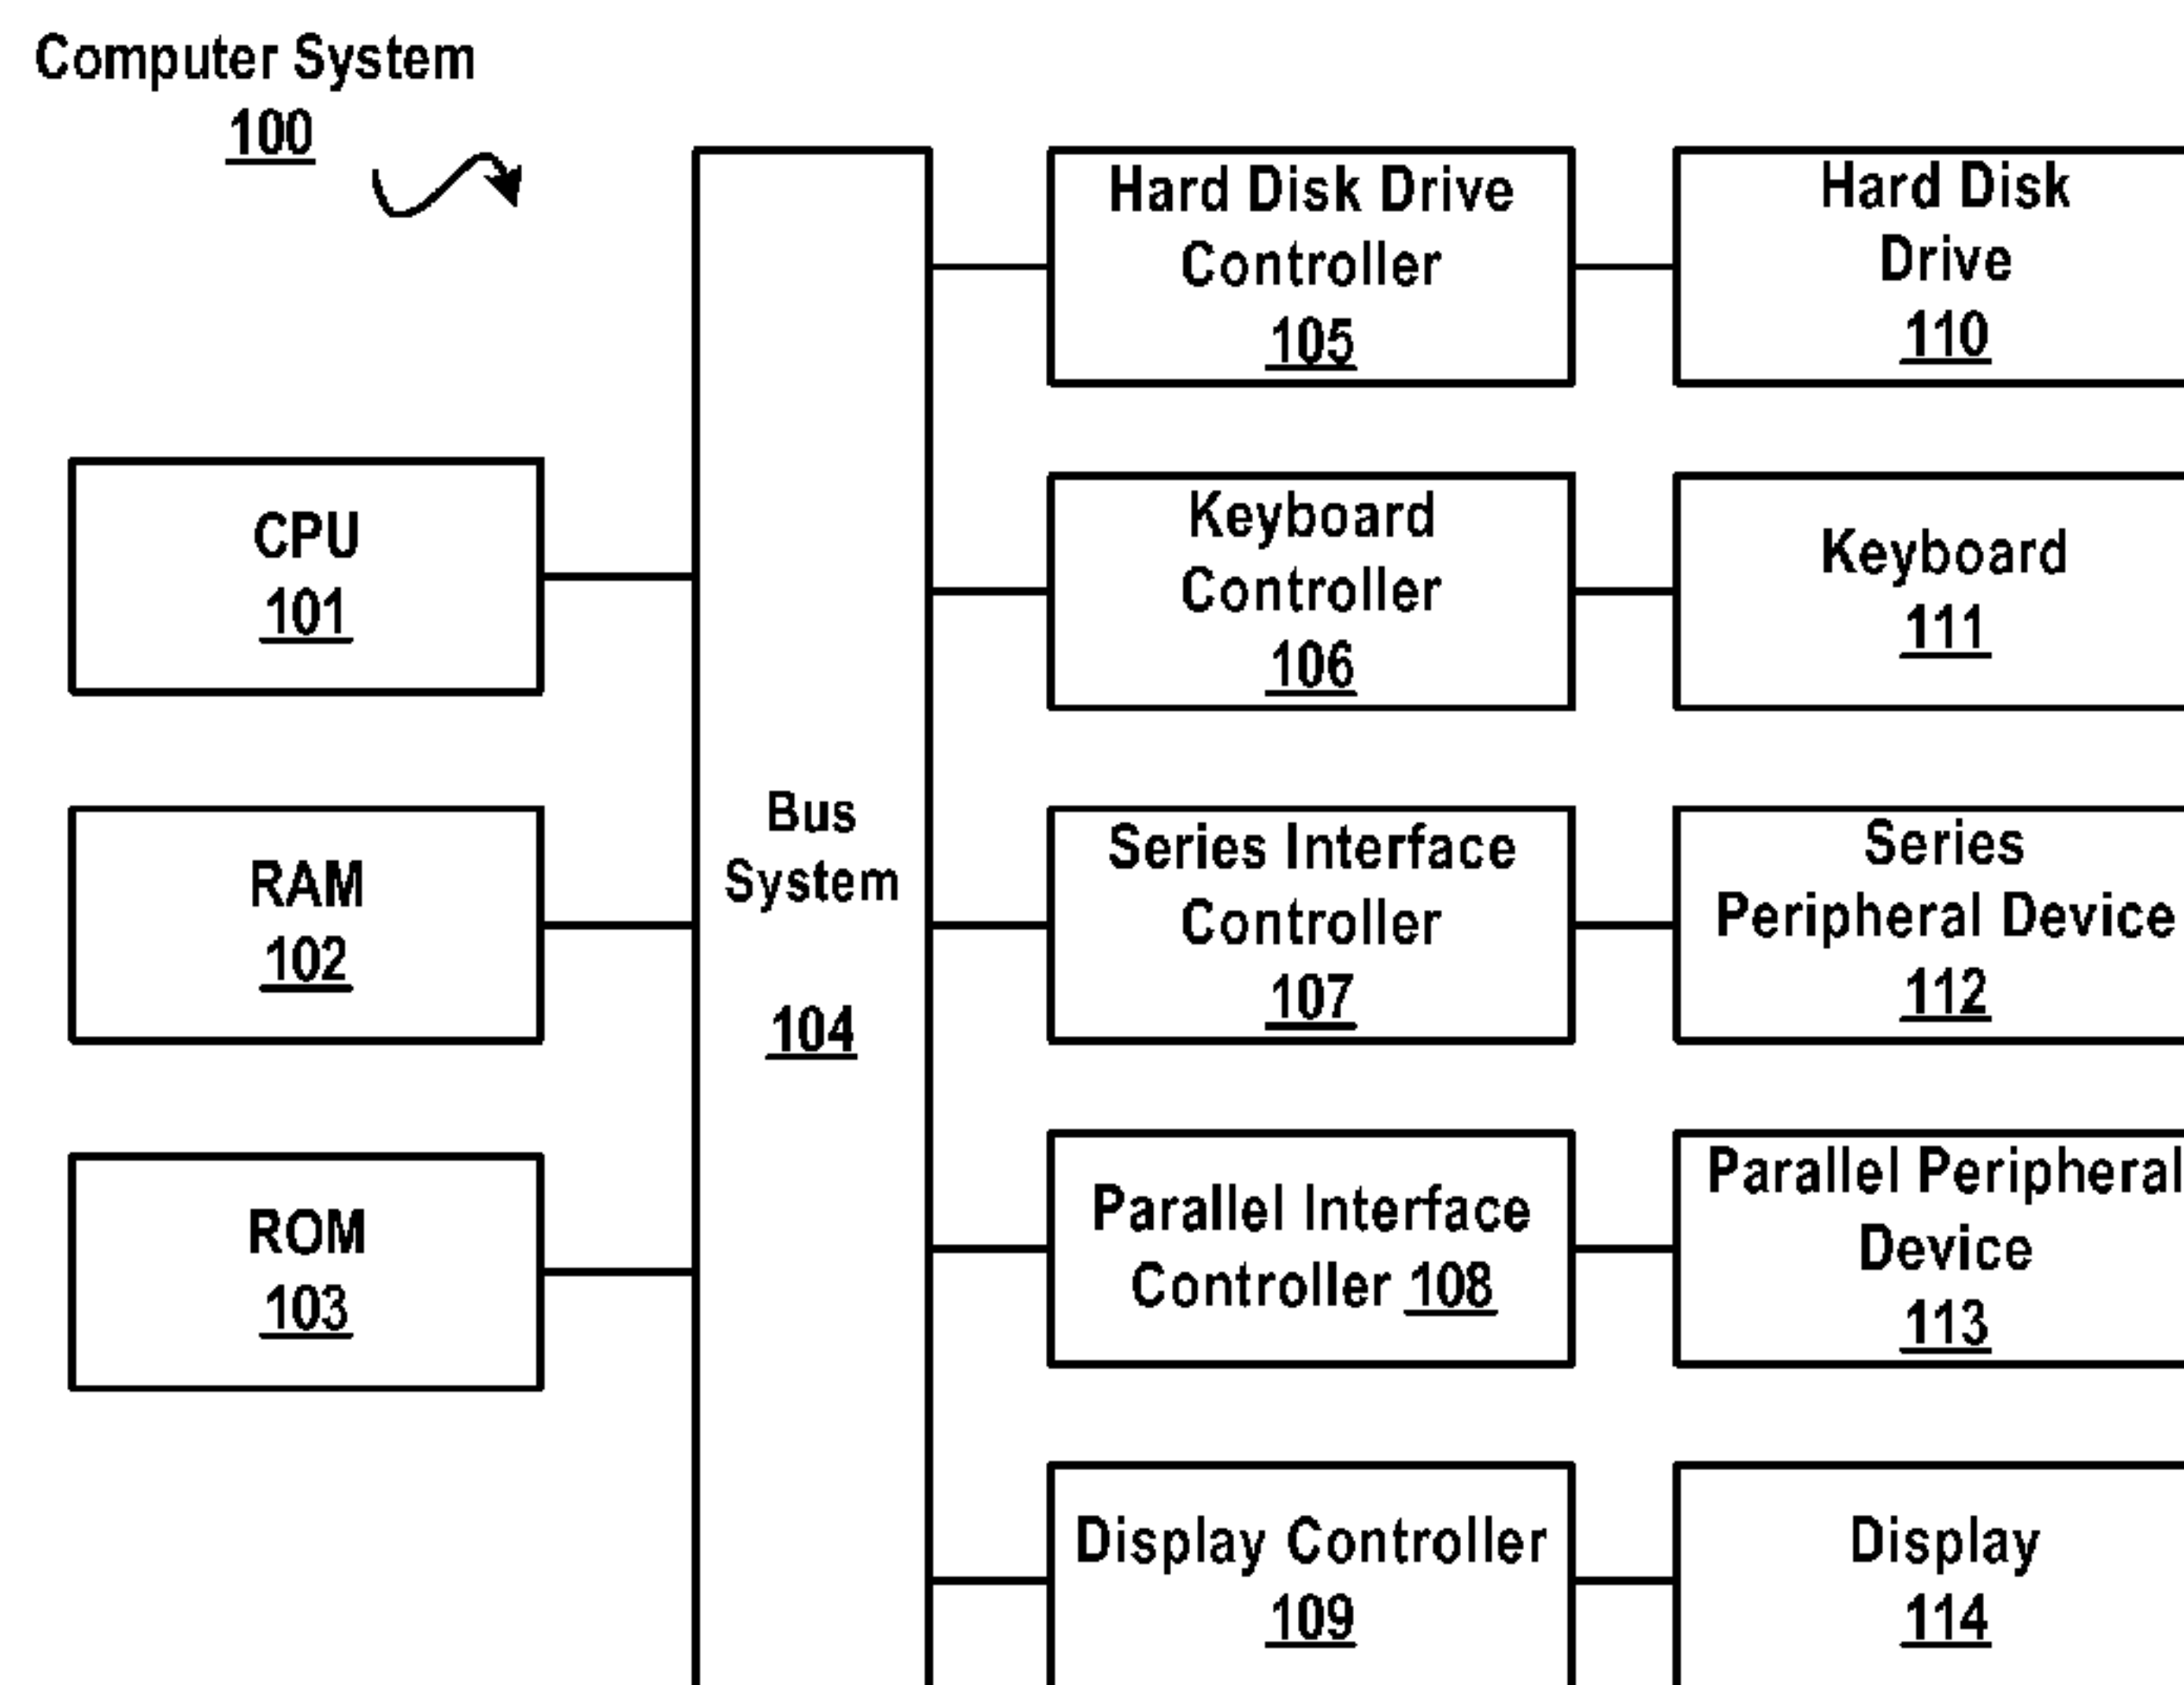 Computer System
100
CPU
101
RAM
102
ROM
103
Bus
System
104
Hard Disk Drive
Controller
105
Hard Disk
Drive
110
Keyboard
Controller
106
Keyboard
111
Series Interface
Controller
107
Series
Peripheral Device
112
Parallel Interface
Controller 108
Parallel Peripheral
Device
113
Display Controller
109
Display
114